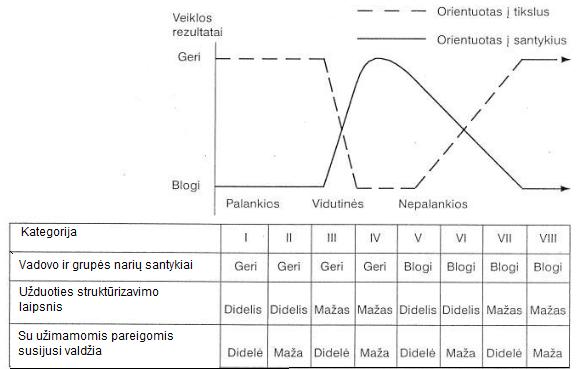 Veiklos
rezultatai
Orientuotas į tikslus
Orientuotas į santykius
Geri
Blogi
Palankios Vidutinės Nepalankios
Kategorija I II III IV V VI VII VIII
Vadovo ir grupės narių santykiai Geri Geri Geri Geri Blogi Blogi Blogi Blogi
Užduoties struktūrizavimo
laipsnis Didelis Didelis Mažas Mažas Didelis Didelis Mažas Mažas
Su užimamomis pareigomis
susijusi valdžia Didelė Maža Didelė Maža Didelė Maža Didelė Maža